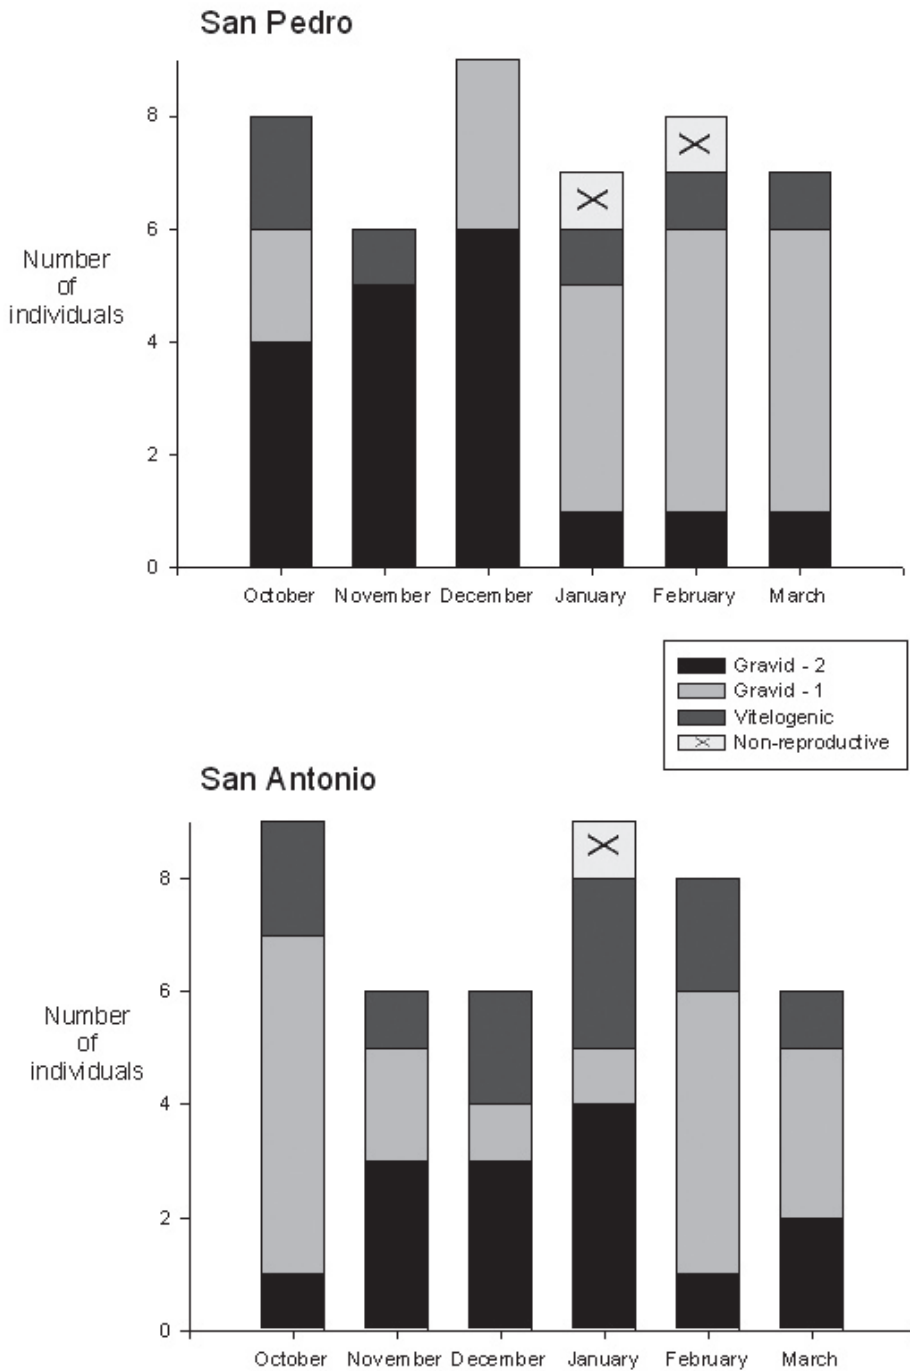 San Pedro
8
6
4
2
0
Number
of
individuals
October November December January February March
Gravid - 2
Gravid - 1
Vitelogenic
Non-reproductive
San Antonio
8
6
4
2
0
Number
of
individuals
October November December January February March